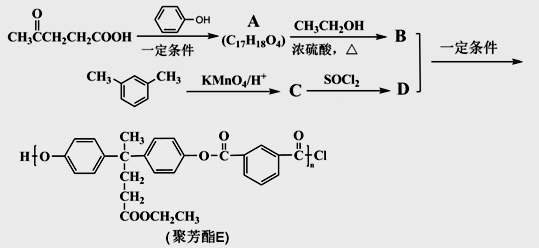 O
CH₃CCH₂CH₂COOH
OH
一定条件
A
(C₁₇H₁₈O₄)
CH₃CH₂OH
浓硫酸，△
B
一定条件
CH₃ CH₃
KMnO₄/H⁺
C
SOCl₂
D
CH₃ O O
H[O C O C C]ₙCl
CH₂
CH₂
COOCH₂CH₃
(聚芳酯E)